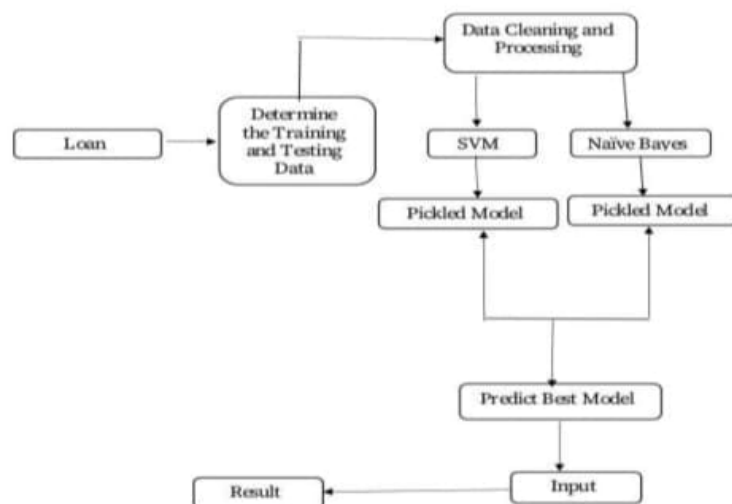 Data Cleaning and
Processing
Determine
the Training
and Testing
Data
Loan
SVM
Naïve Bayes
Pickled Model
Pickled Model
Predict Best Model
Input
Result